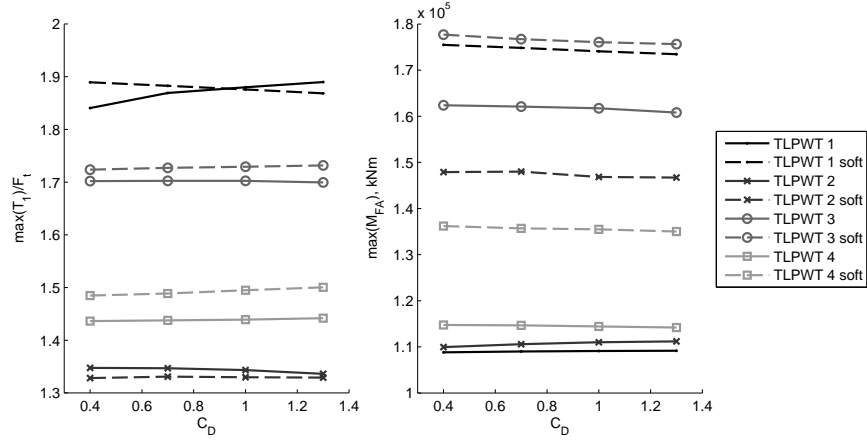 max(T1)/Ft
2
1.9
1.8
1.7
1.6
1.5
1.4
1.3
0.4 0.6 0.8 1.0 1.2 1.4
CD
x 10^5
max(MFA), kNm
1.8
1.7
1.6
1.5
1.4
1.3
1.2
1.1
1
0.4 0.6 0.8 1.0 1.2 1.4
CD
TLPWT 1
TLPWT 1 soft
TLPWT 2
TLPWT 2 soft
TLPWT 3
TLPWT 3 soft
TLPWT 4
TLPWT 4 soft